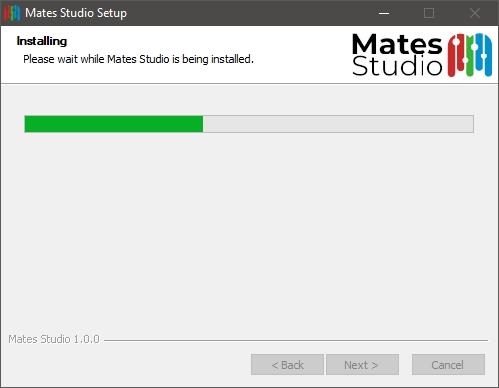 Mates Studio Setup
Installing
Please wait while Mates Studio is being installed.
Mates
Studio
Mates Studio 1.0.0
< Back
Next >
Cancel